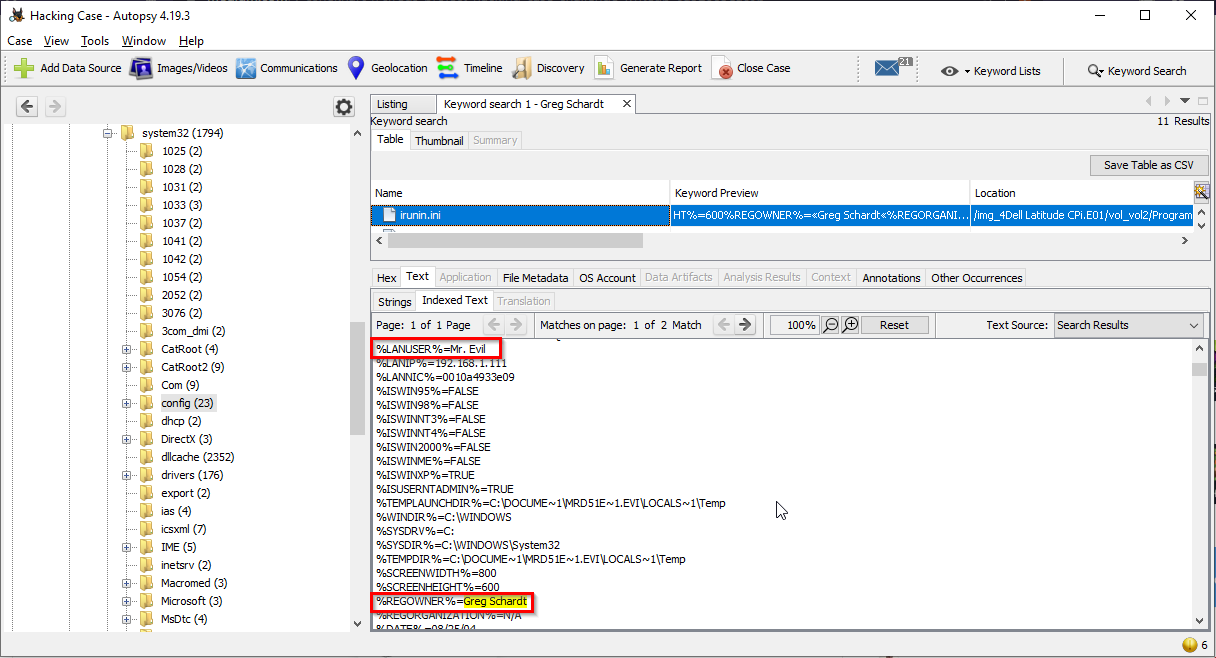 Hacking Case - Autopsy 4.19.3
Case View Tools Window Help
Add Data Source Images/Videos Communications Geolocation Timeline Discovery Generate Report Close Case 21 Keyword Lists Keyword Search
Listing Keyword search 1 - Greg Schardt
Keyword search 11 Results
Table Thumbnail Summary
Save Table as CSV
Name Keyword Preview Location
irunin.ini HT%=600%REGOWNER%=«Greg Schardt«%REGORGANI... /img_4Dell Latitude CPi.E01/vol_vol2/Program
Hex Text Application File Metadata OS Account Data Artifacts Analysis Results Context Annotations Other Occurrences
Strings Indexed Text Translation
Page: 1 of 1 Page Matches on page: 1 of 2 Match 100% Reset Text Source: Search Results
%LANUSER%=Mr. Evil
%LANIP%=192.168.1.111
%LANNIC%=0010a4933e09
%ISWIN95%=FALSE
%ISWIN98%=FALSE
%ISWINNT3%=FALSE
%ISWINNT4%=FALSE
%ISWIN2000%=FALSE
%ISWINME%=FALSE
%ISWINXP%=TRUE
%ISUSERNTADMIN%=TRUE
%TEMPLAUNCHDIR%=C:\DOCUME~1\MRD51E~1.EVI\LOCALS~1\Temp
%WINDIR%=C:\WINDOWS
%SYSDRV%=C:
%SYSDIR%=C:\WINDOWS\System32
%TEMPDIR%=C:\DOCUME~1\MRD51E~1.EVI\LOCALS~1\Temp
%SCREENWIDTH%=800
%SCREENHEIGHT%=600
%REGOWNER%=Greg Schardt
%REGORGANIZATION%=N/A
%DATE%=08/25/04
system32 (1794)
1025 (2)
1028 (2)
1031 (2)
1033 (3)
1037 (2)
1041 (2)
1042 (2)
1054 (2)
2052 (2)
3076 (2)
3com_dmi (2)
CatRoot (4)
CatRoot2 (9)
Com (9)
config (23)
dhcp (2)
DirectX (3)
dllcache (2352)
drivers (176)
export (2)
ias (4)
icsxml (7)
IME (5)
inetsrv (2)
Macromed (3)
Microsoft (3)
MsDtc (4)
6